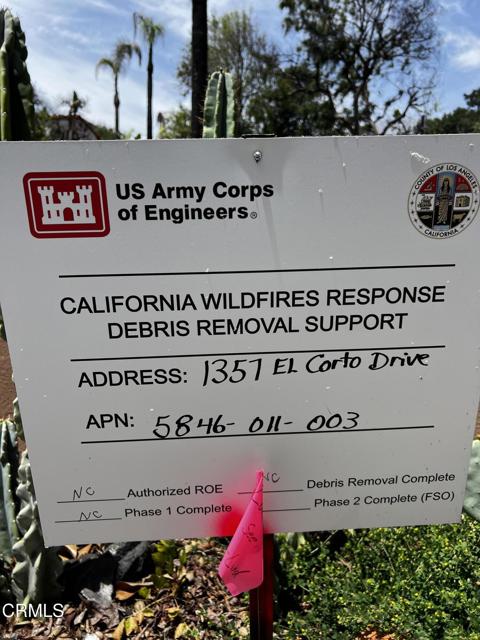 US Army Corps
of Engineers®
COUNTY OF LOS ANGELES
CALIFORNIA
CALIFORNIA WILDFIRES RESPONSE
DEBRIS REMOVAL SUPPORT
ADDRESS: 1357 EL Corto Drive
APN: 5846-011-003
NC Authorized ROE NC Debris Removal Complete
NC Phase 1 Complete Phase 2 Complete (FSO)
CRMLS